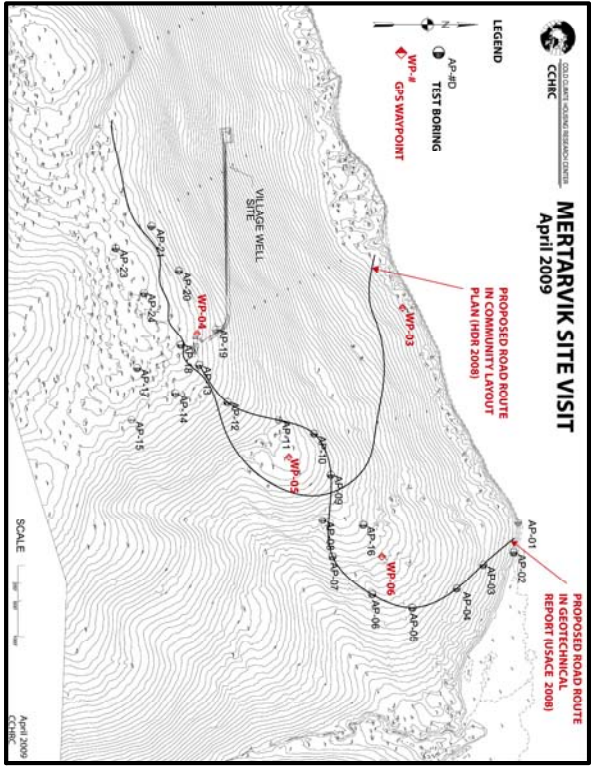 COLD CLIMATE HOUSING RESEARCH CENTER
CCHRC
MERTARVIK SITE VISIT
April 2009
LEGEND
AP-#D
TEST BORING
WP-#
GPS WAYPOINT
PROPOSED ROAD ROUTE
IN COMMUNITY LAYOUT
PLAN (HDR 2008)
PROPOSED ROAD ROUTE
IN GEOTECHNICAL
REPORT (USACE 2008)
WP-03
VILLAGE WELL
SITE
AP-21
AP-23
AP-20
AP-24
WP-04
AP-19
AP-18
AP-13
AP-17
AP-14
AP-15
AP-12
AP-11
AP-10
WP-05
AP-09
AP-16
WP-06
AP-08
AP-07
AP-06
AP-05
AP-04
AP-03
AP-02
AP-01
SCALE
April 2009
CCHRC